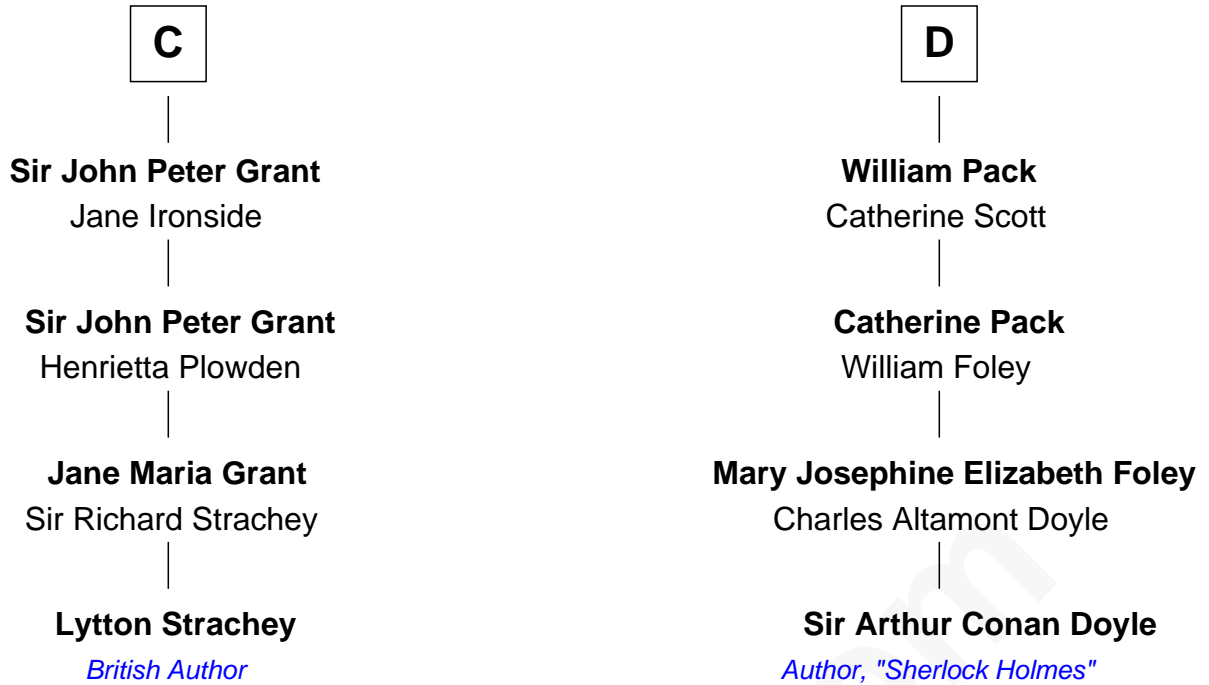 C
Sir John Peter Grant
Jane Ironside
Sir John Peter Grant
Henrietta Plowden
Jane Maria Grant
Sir Richard Strachey
Lytton Strachey
British Author
D
William Pack
Catherine Scott
Catherine Pack
William Foley
Mary Josephine Elizabeth Foley
Charles Altamont Doyle
Sir Arthur Conan Doyle
Author, "Sherlock Holmes"